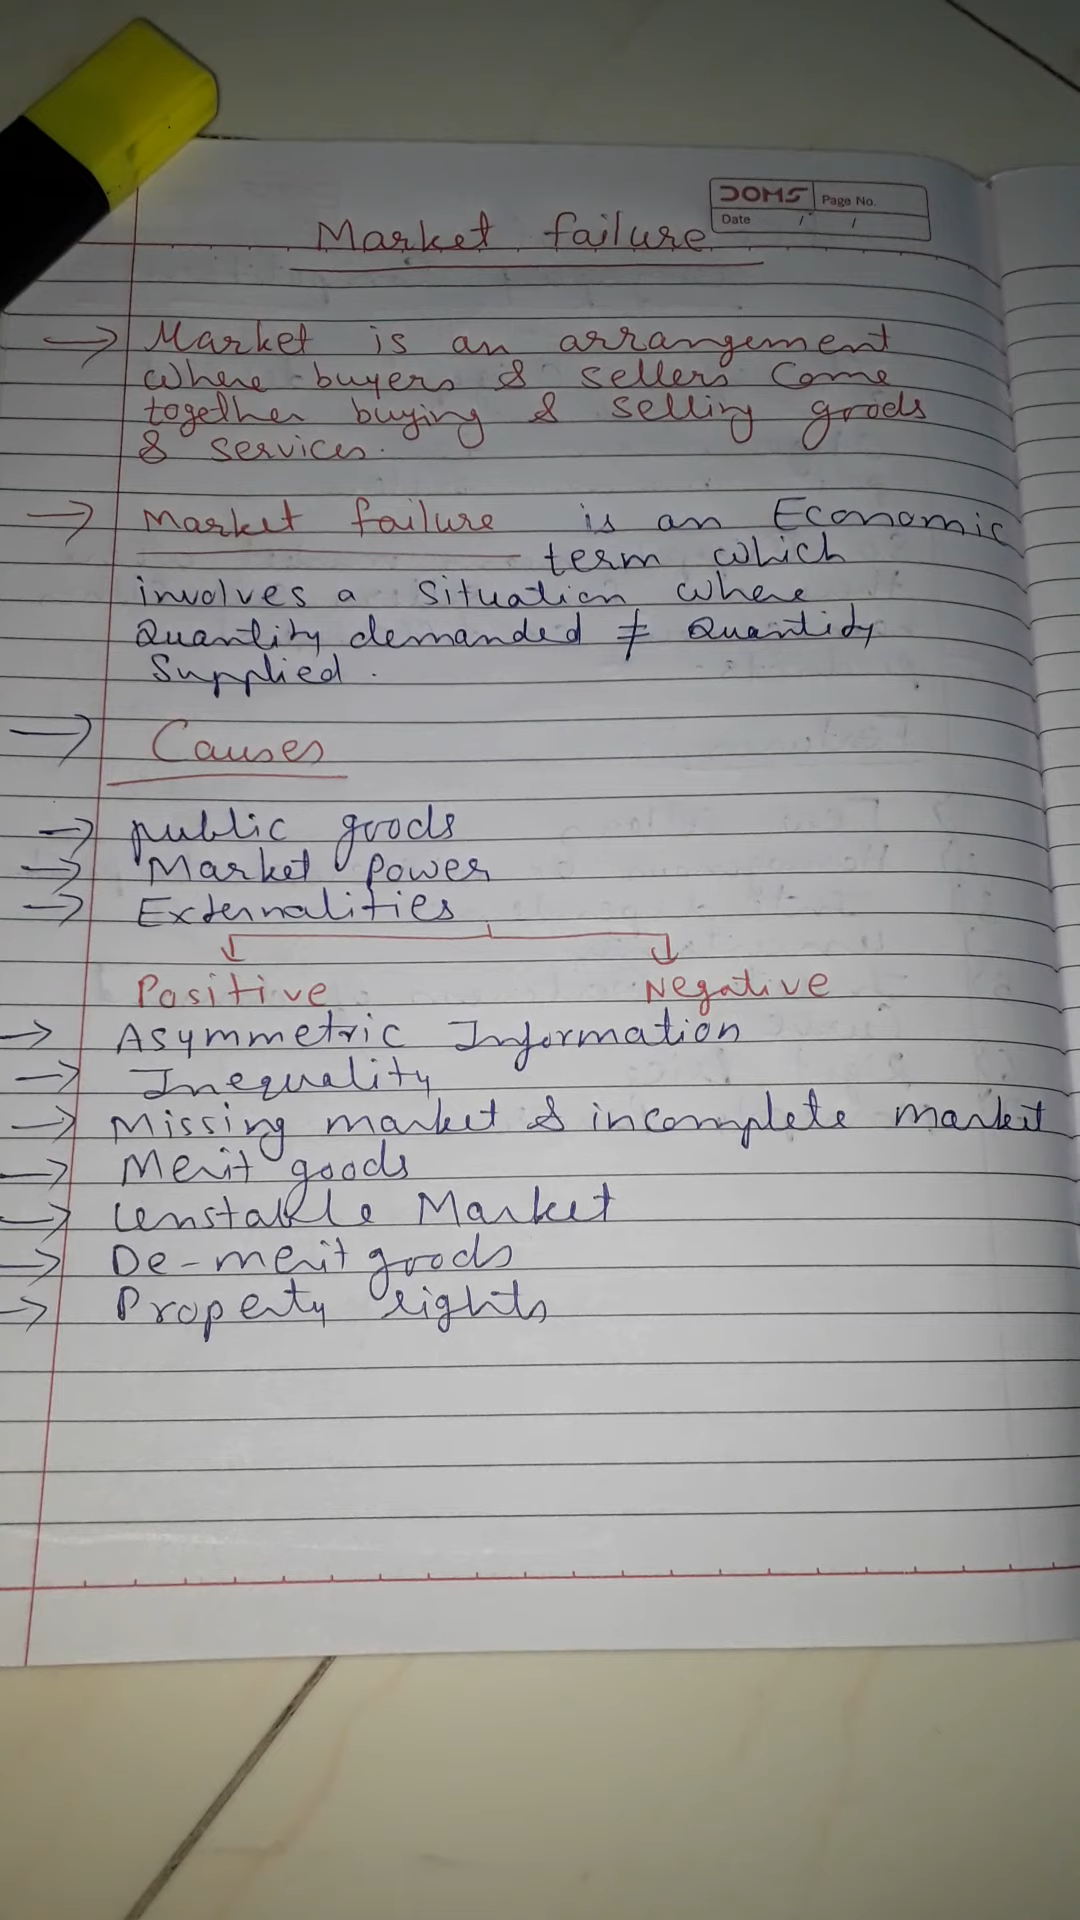 DOMS
Page No.
Date / /
Market failure
→ Market is an arrangement
where buyers & sellers come
together buying & selling goods
& services.
→ Market failure is an Economic
term which
involves a situation where
Quantity demanded ≠ Quantity
Supplied.
→ Causes
→ public goods
→ Market Power
→ Externalities
Positive Negative
→ Asymmetric Information
→ Inequality
→ Missing market & incomplete market
→ Merit goods
→ Unstable Market
→ De-merit goods
→ Property rights